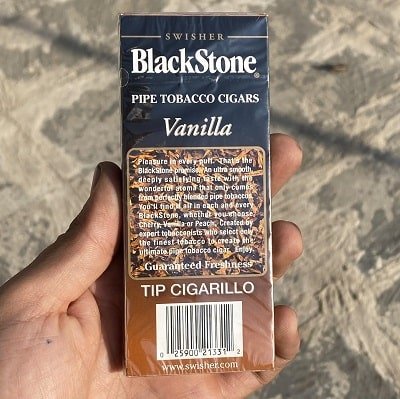 SWISHER
BlackStone®
PIPE TOBACCO CIGARS
Vanilla
Pleasure in every puff. That's the
BlackStone promise. An ultra smooth,
deeply satisfying taste with the
wonderful aroma that only comes
from perfectly blended pipe tobaccos.
You'll find it all in each and every
BlackStone, whether you choose
Cherry, Vanilla or Peach. Created by
expert tobacconists who select only
the finest tobacco to create the
ultimate pipe tobacco cigar. Enjoy.
Guaranteed Freshness
TIP CIGARILLO
0 25900 21331 2
www.swisher.com